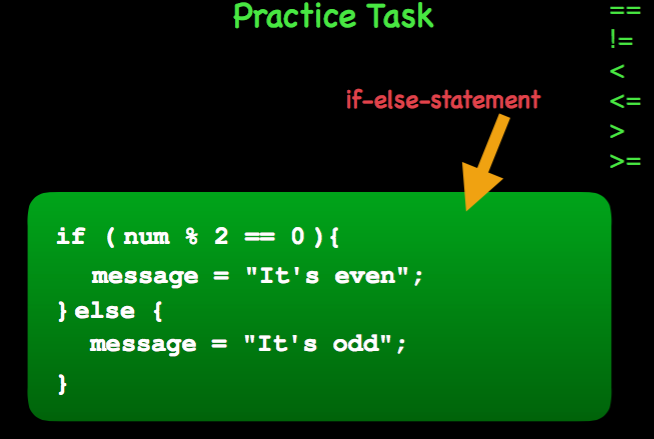 Practice Task
==
!=
<
<=
>
>=
if-else-statement
if (num % 2 == 0){
message = "It's even";
}else {
message = "It's odd";
}